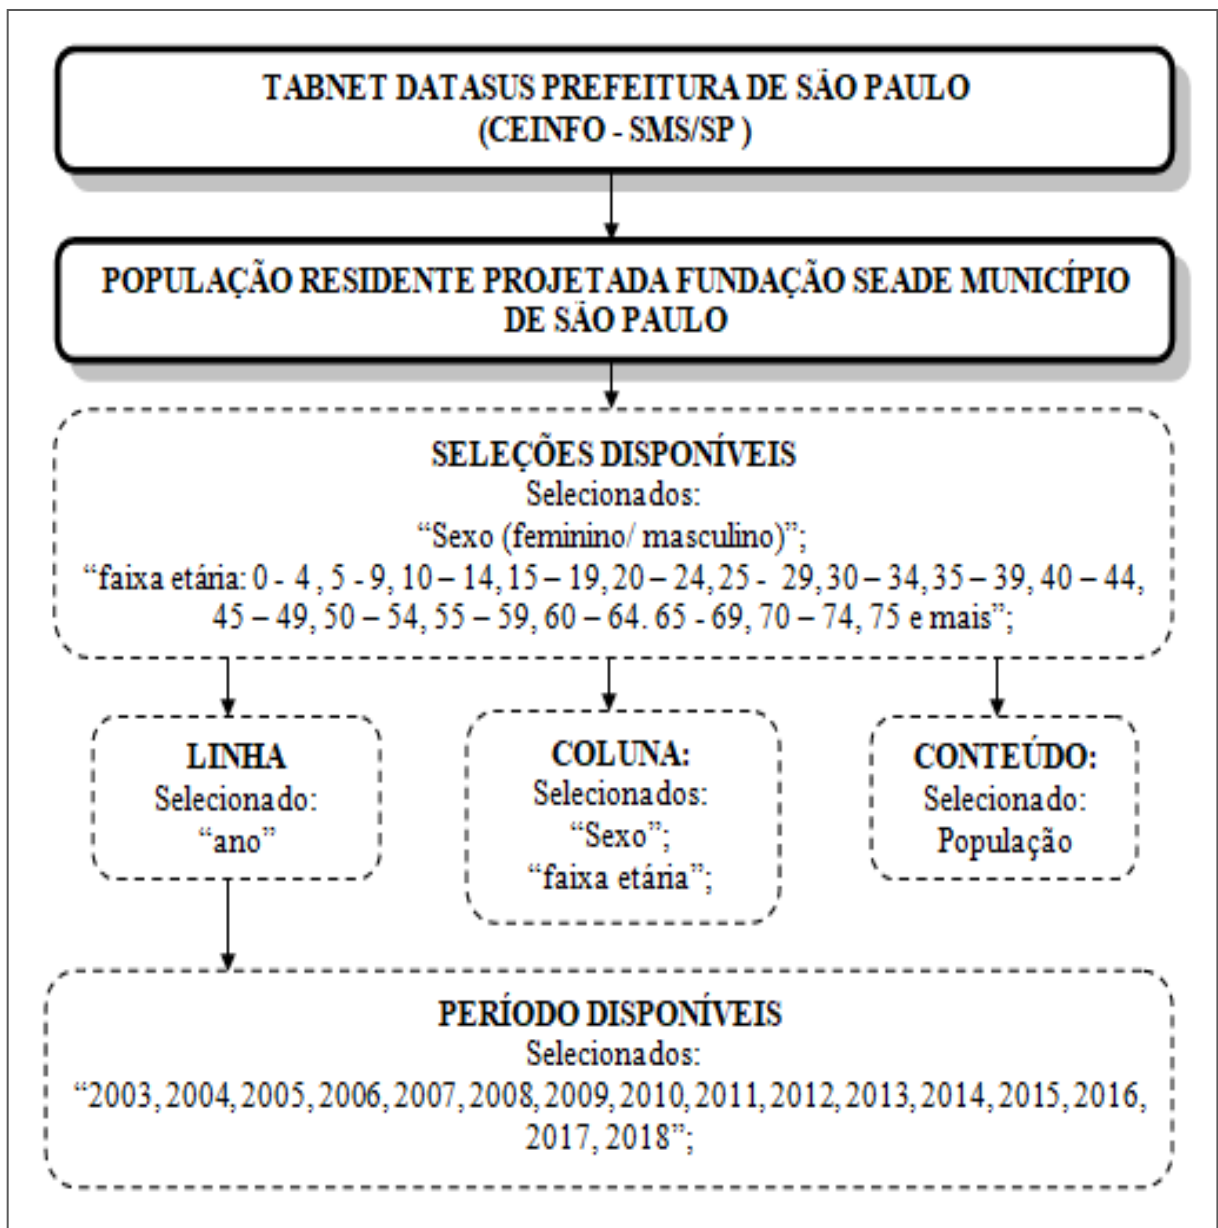 TABNET DATASUS PREFEITURA DE SÃO PAULO
(CEINFO - SMS/SP )
POPULAÇÃO RESIDENTE PROJETADA FUNDAÇÃO SEADE MUNICÍPIO
DE SÃO PAULO
SELEÇÕES DISPONÍVEIS
Selecionados:
“Sexo (feminino/ masculino)”;
“faixa etária: 0 - 4 , 5 - 9, 10 – 14, 15 – 19, 20 – 24, 25 - 29, 30 – 34, 35 – 39, 40 – 44,
45 – 49, 50 – 54, 55 – 59, 60 – 64. 65 - 69, 70 – 74, 75 e mais”;
LINHA
Selecionado:
“ano”
COLUNA:
Selecionados:
“Sexo”;
“faixa etária”;
CONTEÚDO:
Selecionado:
População
PERÍODO DISPONÍVEIS
Selecionados:
“2003, 2004, 2005, 2006, 2007, 2008, 2009, 2010, 2011, 2012, 2013, 2014, 2015, 2016,
2017, 2018”;